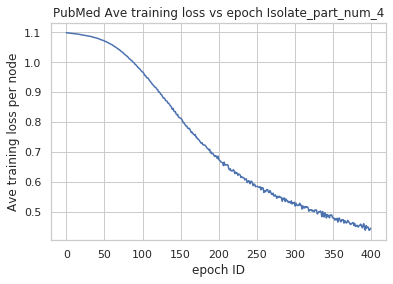 PubMed Ave training loss vs epoch Isolate_part_num_4
Ave training loss per node
1.1
1.0
0.9
0.8
0.7
0.6
0.5
0 50 100 150 200 250 300 350 400
epoch ID